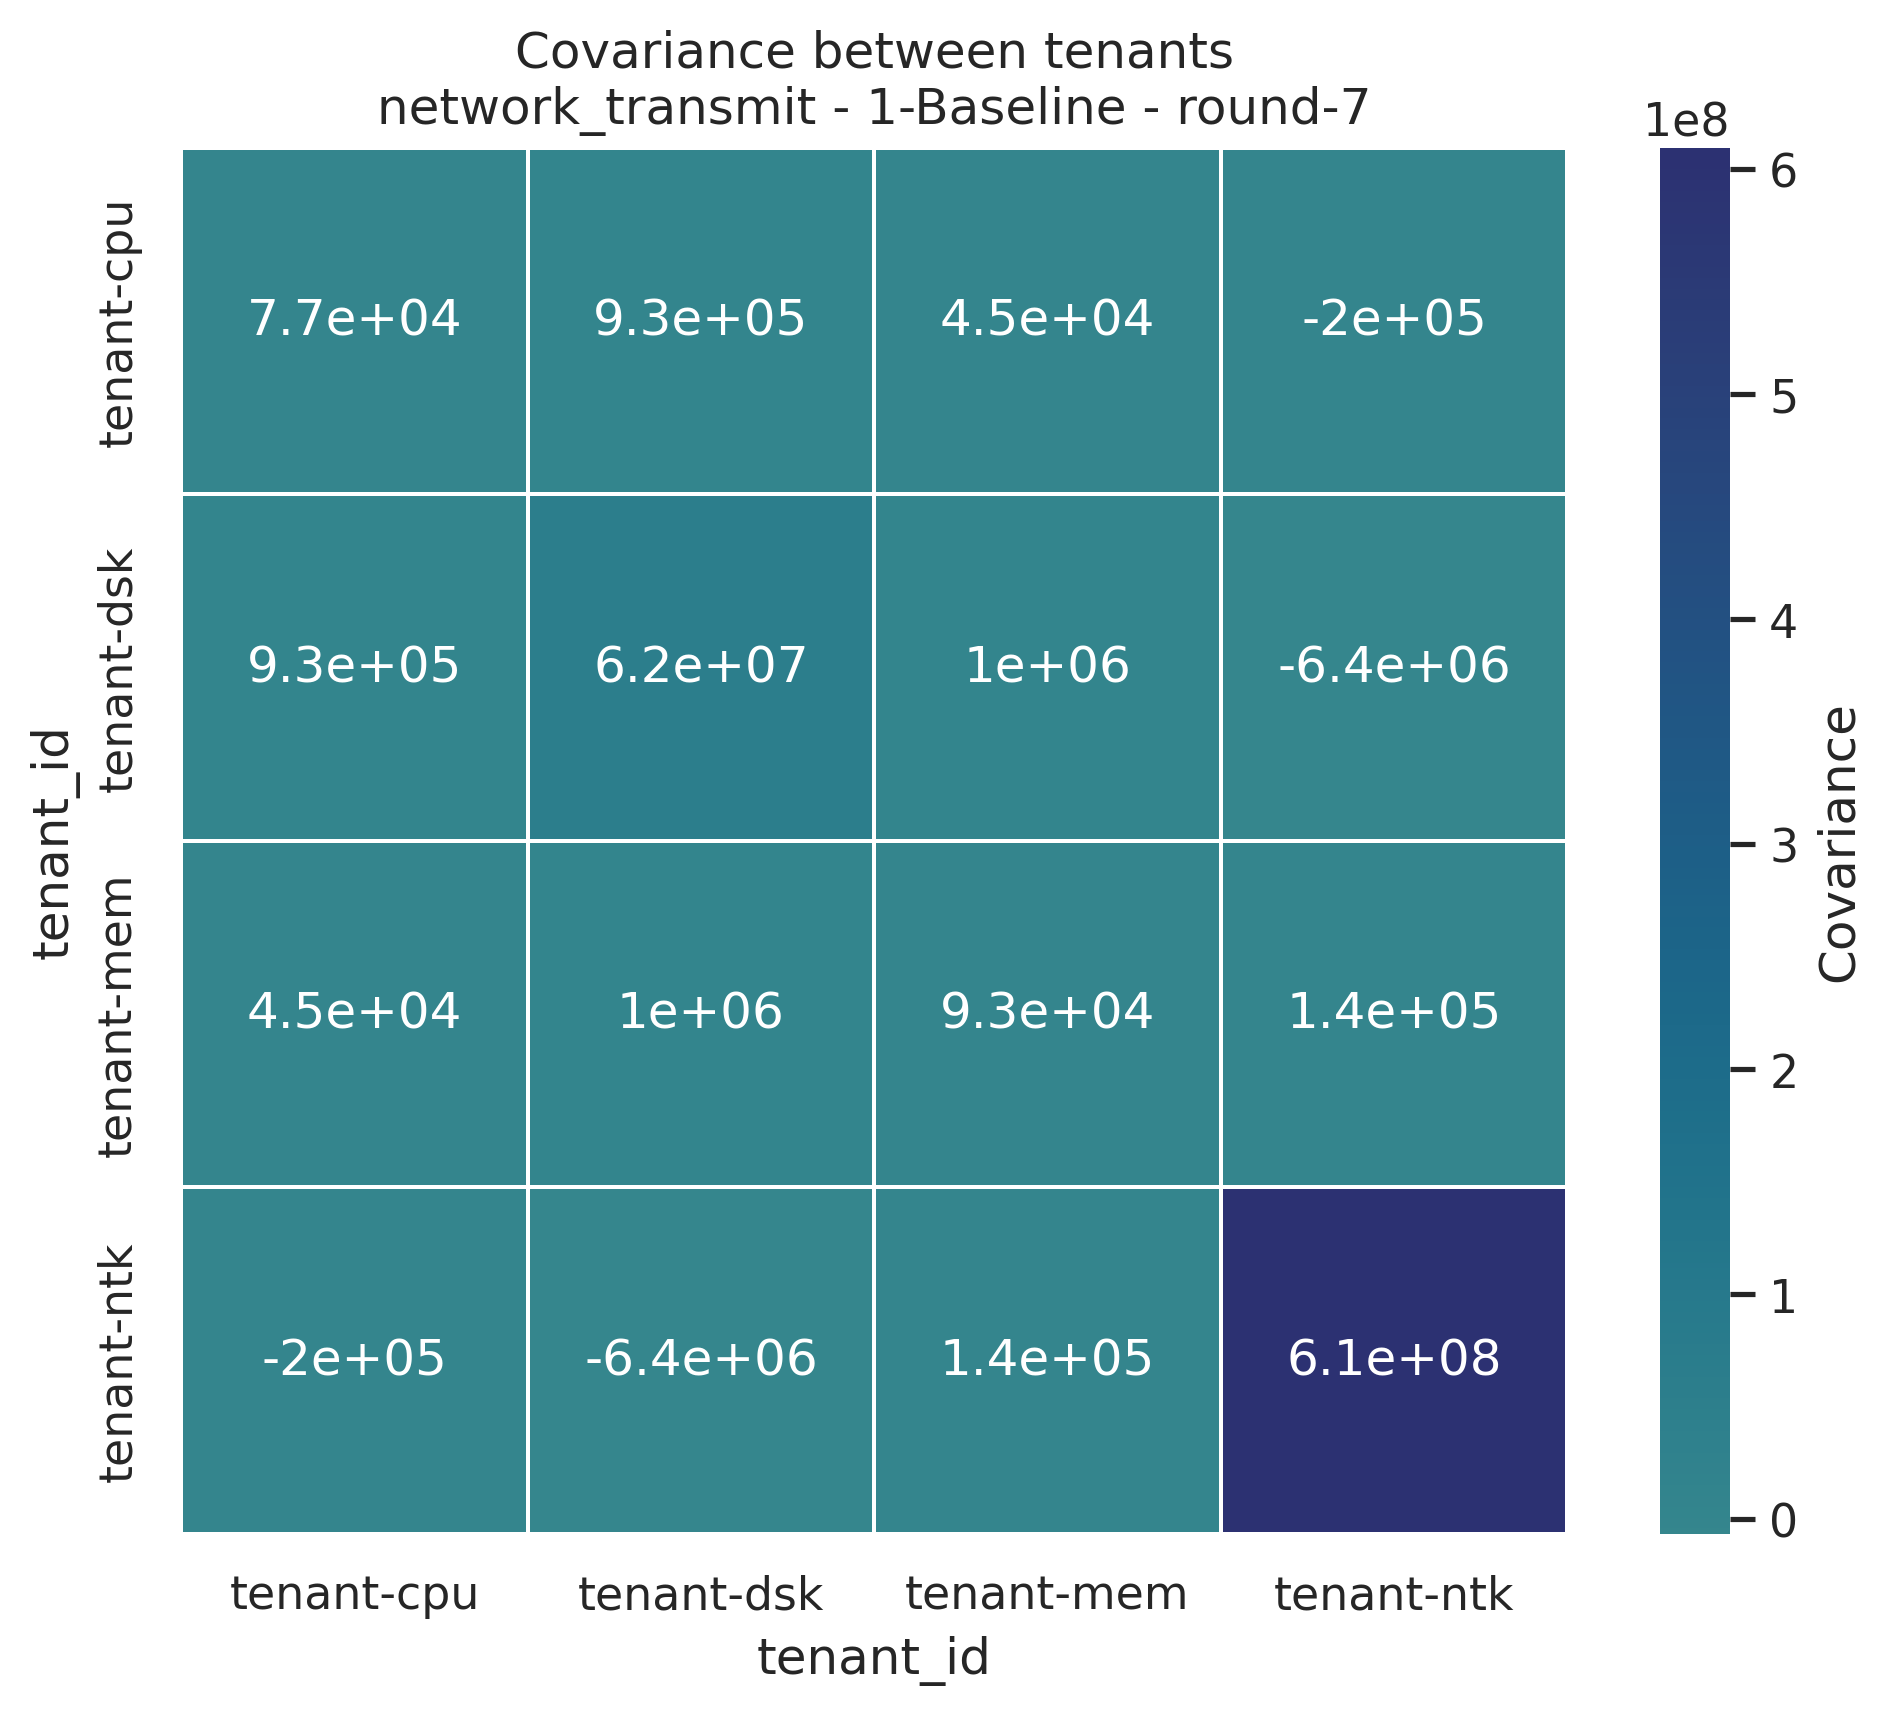 Covariance between tenants
network_transmit - 1-Baseline - round-7
1e8
tenant-cpu
7.7e+04
9.3e+05
4.5e+04
-2e+05
tenant-dsk
9.3e+05
6.2e+07
1e+06
-6.4e+06
tenant-mem
4.5e+04
1e+06
9.3e+04
1.4e+05
tenant-ntk
-2e+05
-6.4e+06
1.4e+05
6.1e+08
tenant_id
tenant-cpu
tenant-dsk
tenant-mem
tenant-ntk
tenant_id
6
5
4
3
2
1
0
Covariance